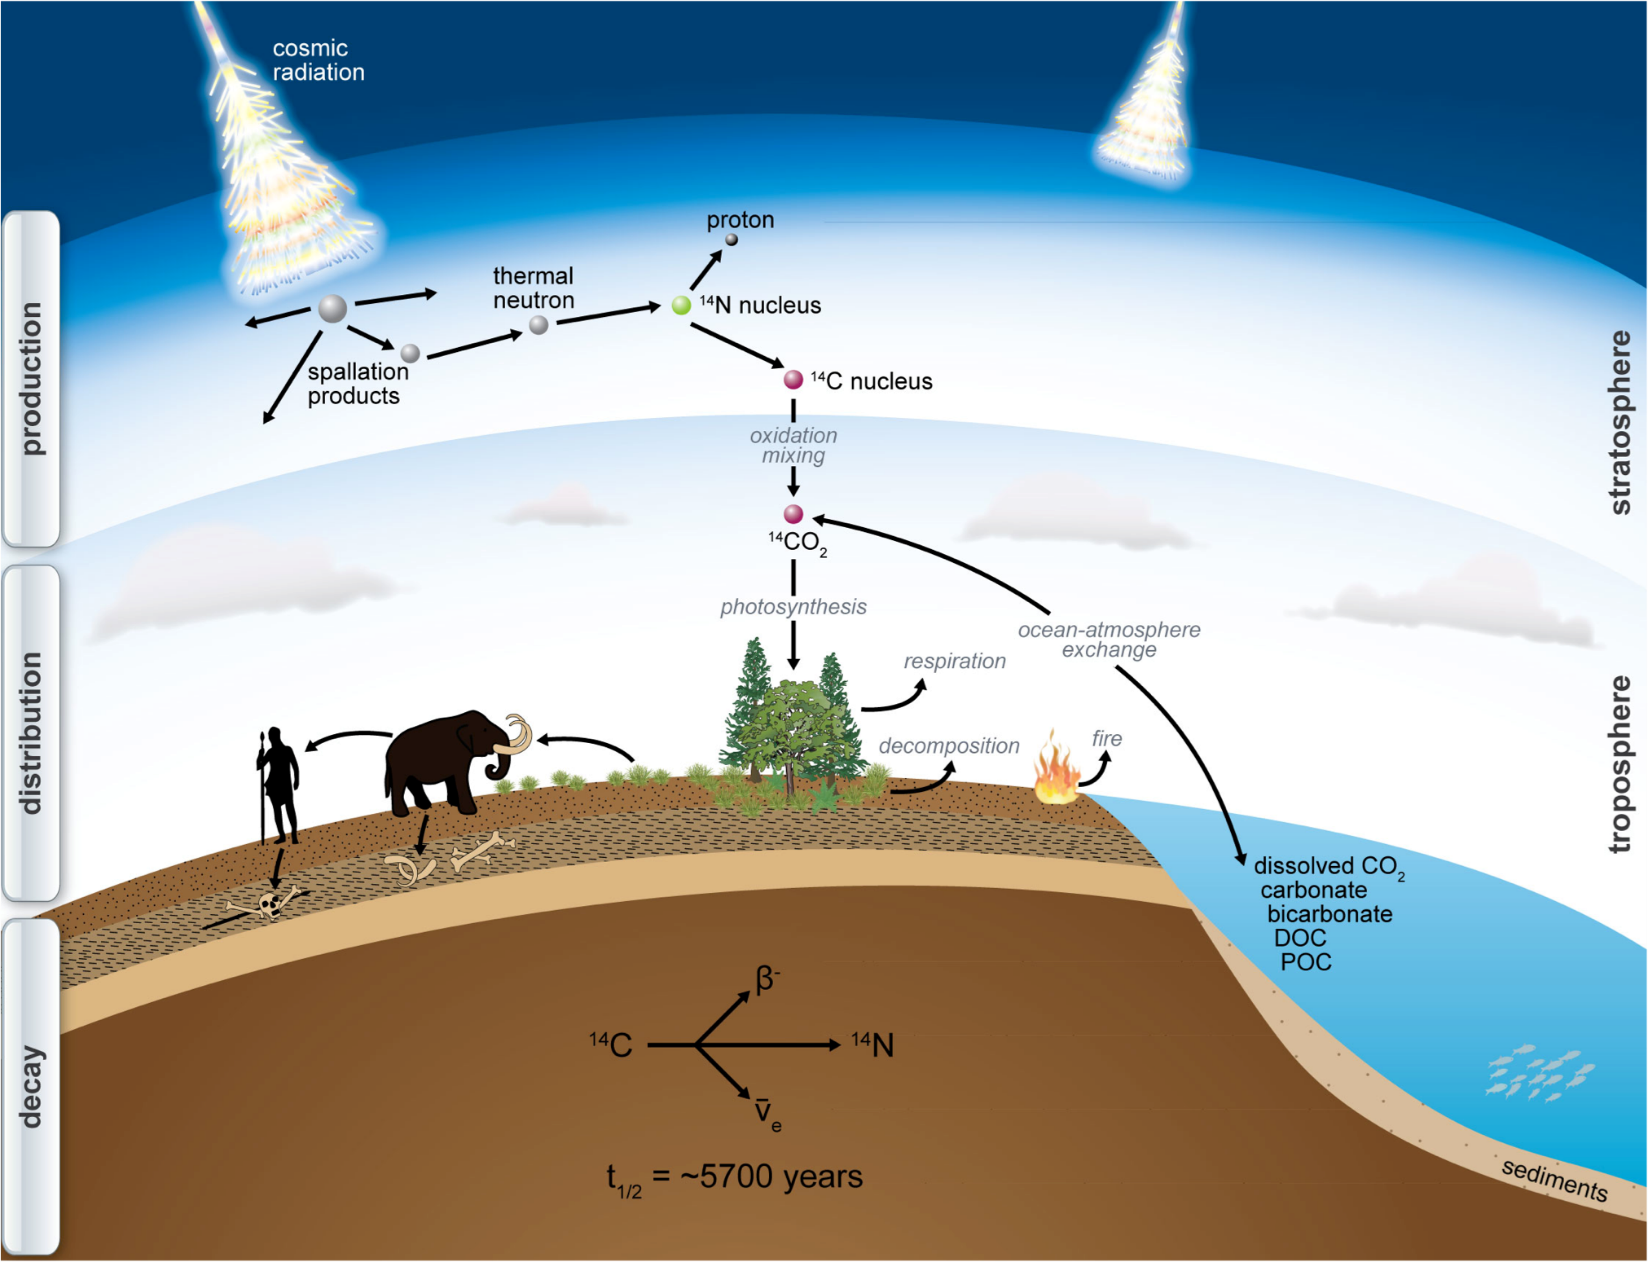 cosmic
radiation
proton
thermal
neutron
¹⁴N nucleus
spallation
products
¹⁴C nucleus
oxidation
mixing
¹⁴CO₂
photosynthesis
ocean-atmosphere
exchange
respiration
decomposition
fire
dissolved CO₂
carbonate
bicarbonate
DOC
POC
β⁻
¹⁴C
¹⁴N
ν̄ₑ
t₁/₂ = ~5700 years
sediments
production
distribution
decay
stratosphere
troposphere